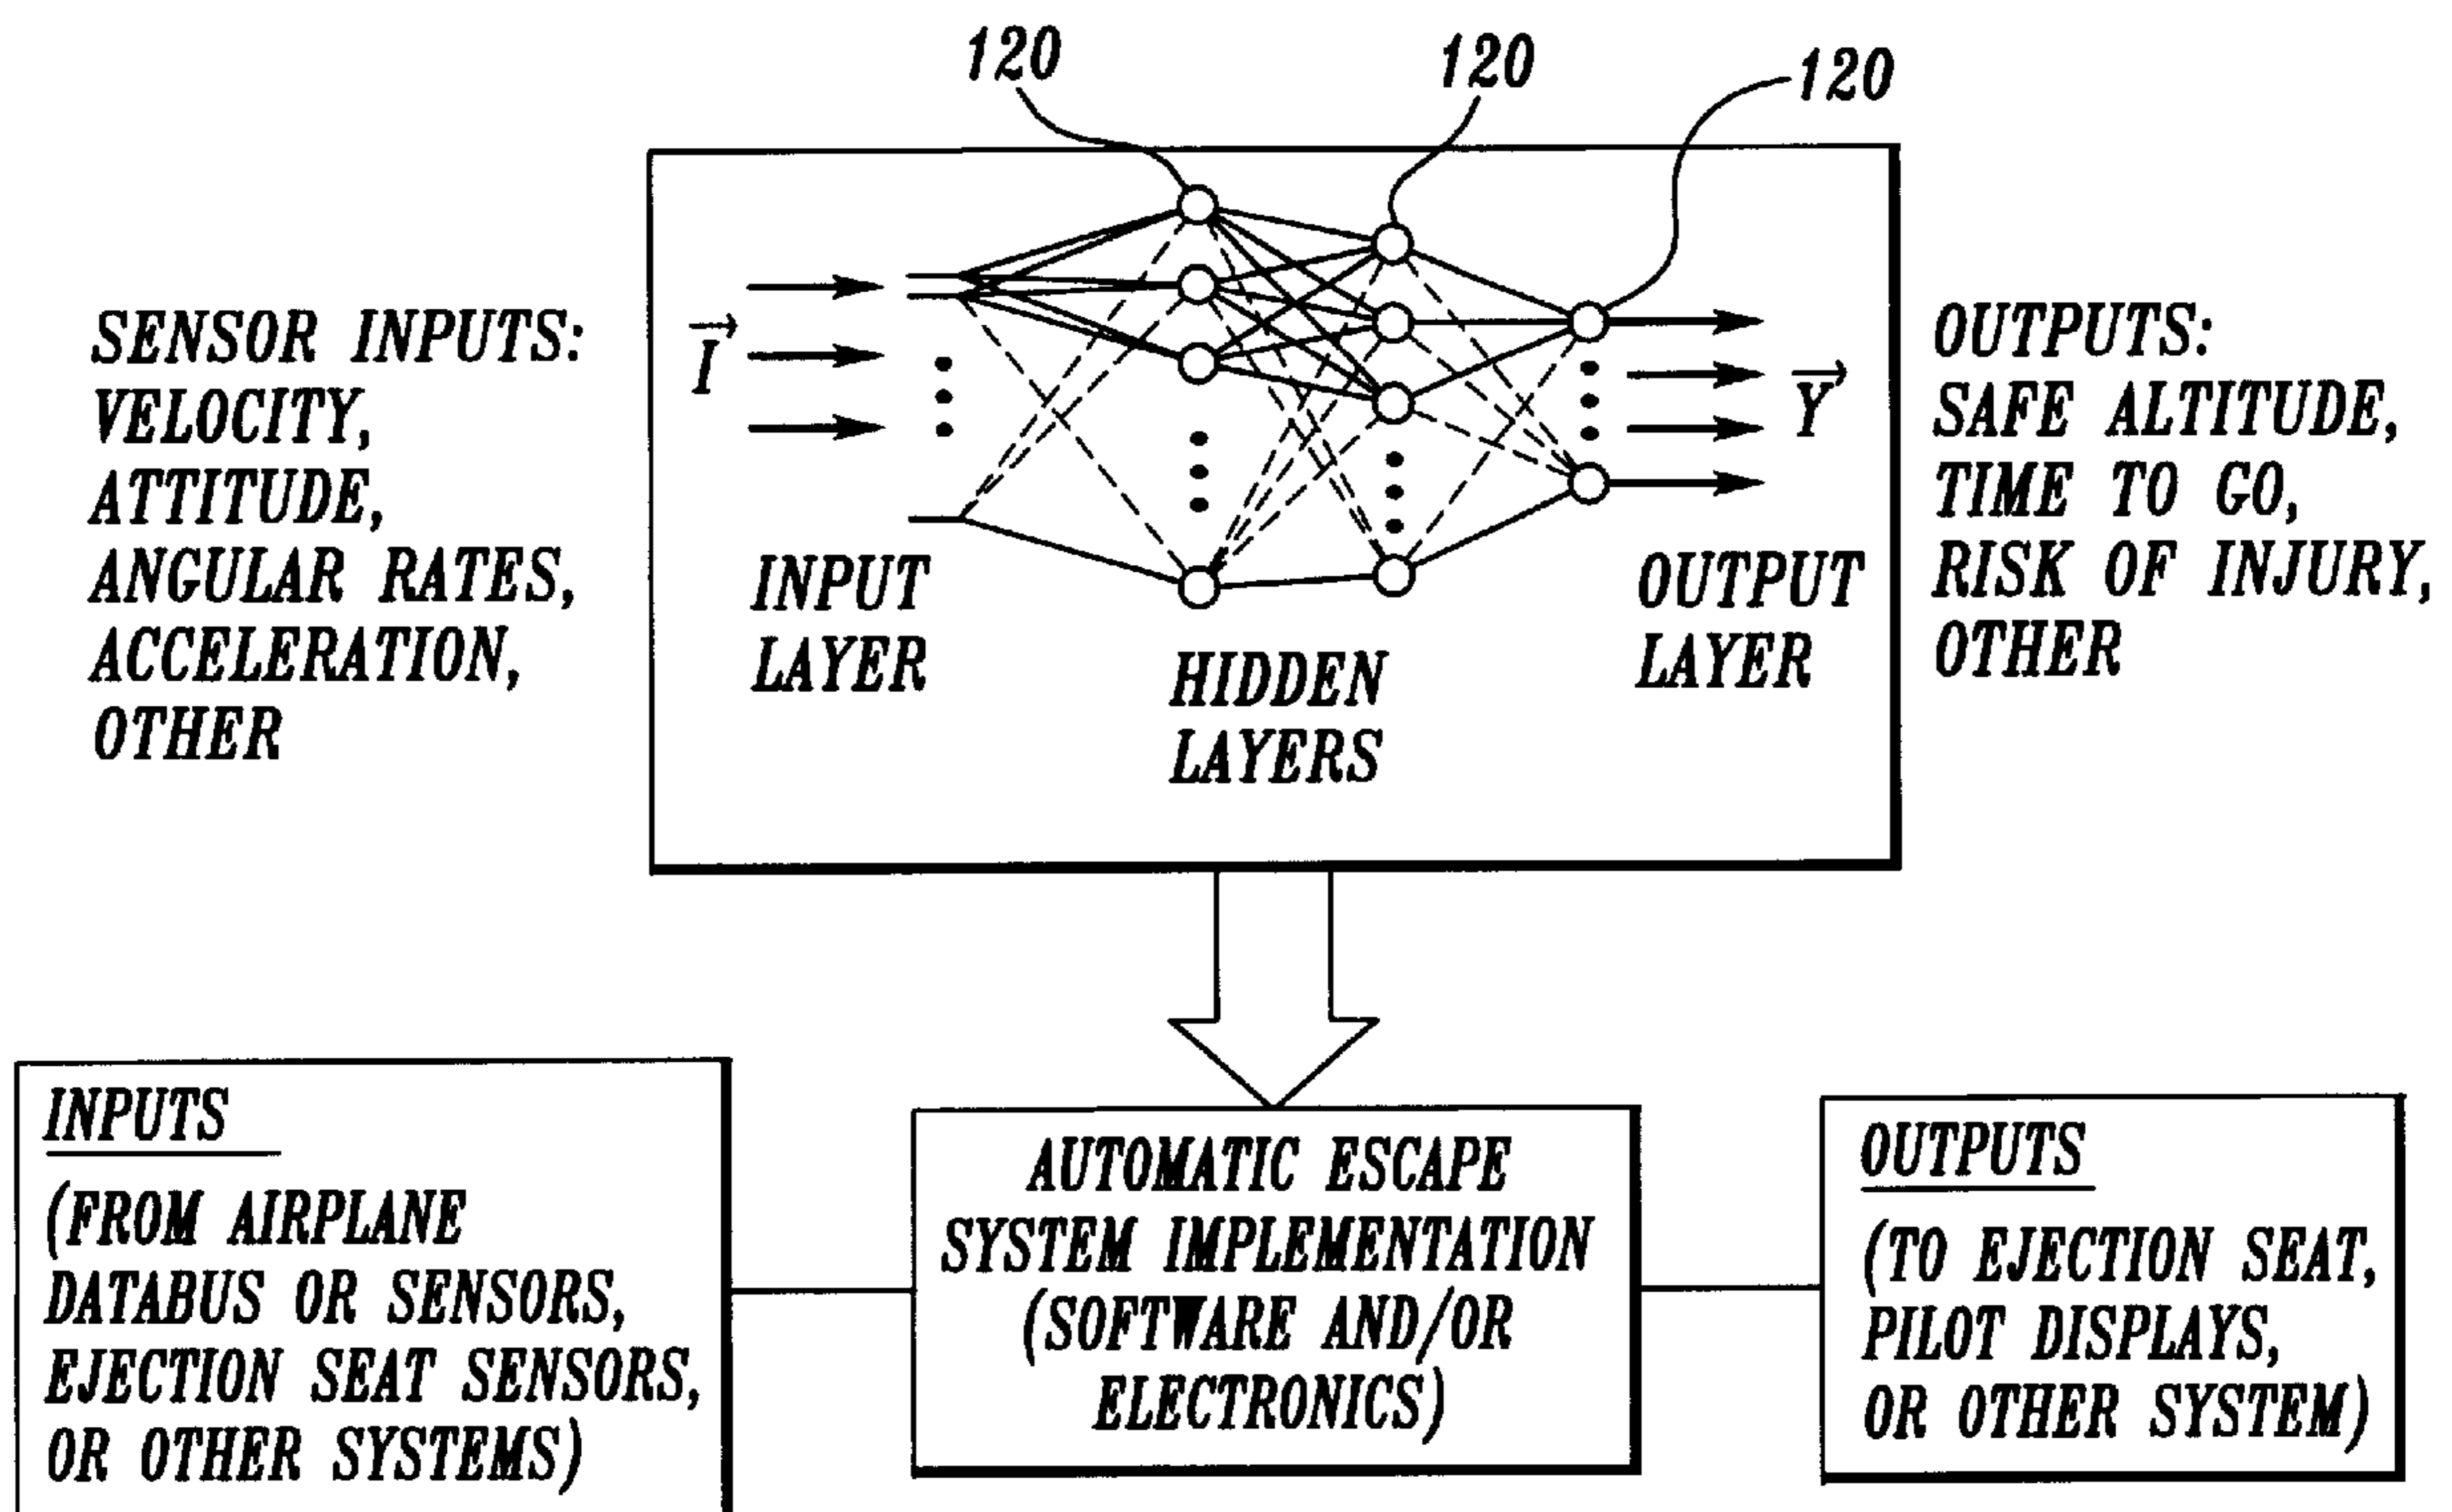 120
120
120
SENSOR INPUTS:
VELOCITY,
ATTITUDE,
ANGULAR RATES,
ACCELERATION,
OTHER
I
INPUT
LAYER
HIDDEN
LAYERS
OUTPUT
LAYER
Y
OUTPUTS:
SAFE ALTITUDE,
TIME TO GO,
RISK OF INJURY,
OTHER
INPUTS
(FROM AIRPLANE
DATABUS OR SENSORS,
EJECTION SEAT SENSORS,
OR OTHER SYSTEMS)
AUTOMATIC ESCAPE
SYSTEM IMPLEMENTATION
(SOFTWARE AND/OR
ELECTRONICS)
OUTPUTS
(TO EJECTION SEAT,
PILOT DISPLAYS,
OR OTHER SYSTEM)